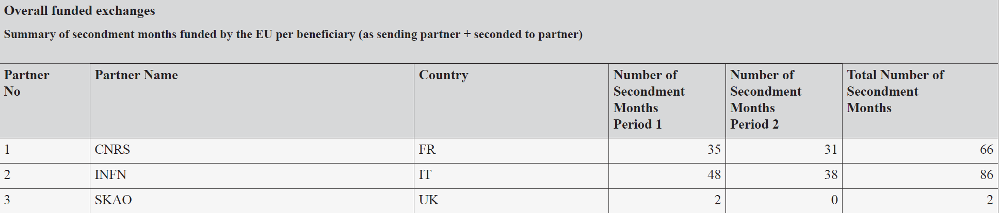 Overall funded exchanges
Summary of secondment months funded by the EU per beneficiary (as sending partner + seconded to partner)
Partner No
Partner Name
Country
Number of Secondment Months Period 1
Number of Secondment Months Period 2
Total Number of Secondment Months
1 CNRS FR 35 31 66
2 INFN IT 48 38 86
3 SKAO UK 2 0 2